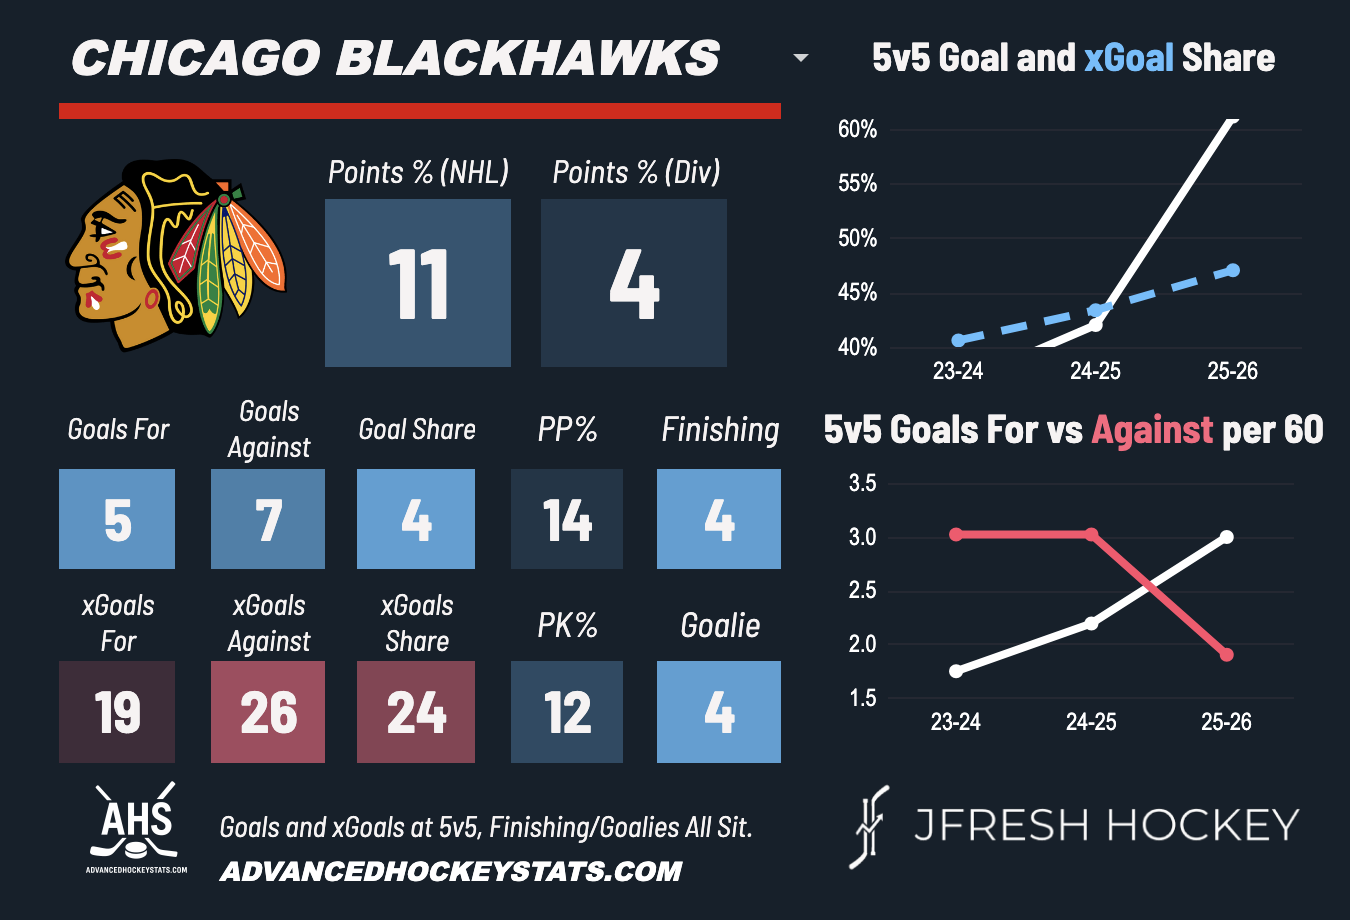 CHICAGO BLACKHAWKS
Points % (NHL)
Points % (Div)
11
4
Goals For
Goals
Against
Goal Share
PP%
Finishing
5
7
4
14
4
xGoals
For
xGoals
Against
xGoals
Share
PK%
Goalie
19
26
24
12
4
AHS
ADVANCEDHOCKEYSTATS.COM
Goals and xGoals at 5v5, Finishing/Goalies All Sit.
ADVANCEDHOCKEYSTATS.COM
5v5 Goal and xGoal Share
60%
55%
50%
45%
40%
23-24
24-25
25-26
5v5 Goals For vs Against per 60
3.5
3.0
2.5
2.0
1.5
23-24
24-25
25-26
JFRESH HOCKEY